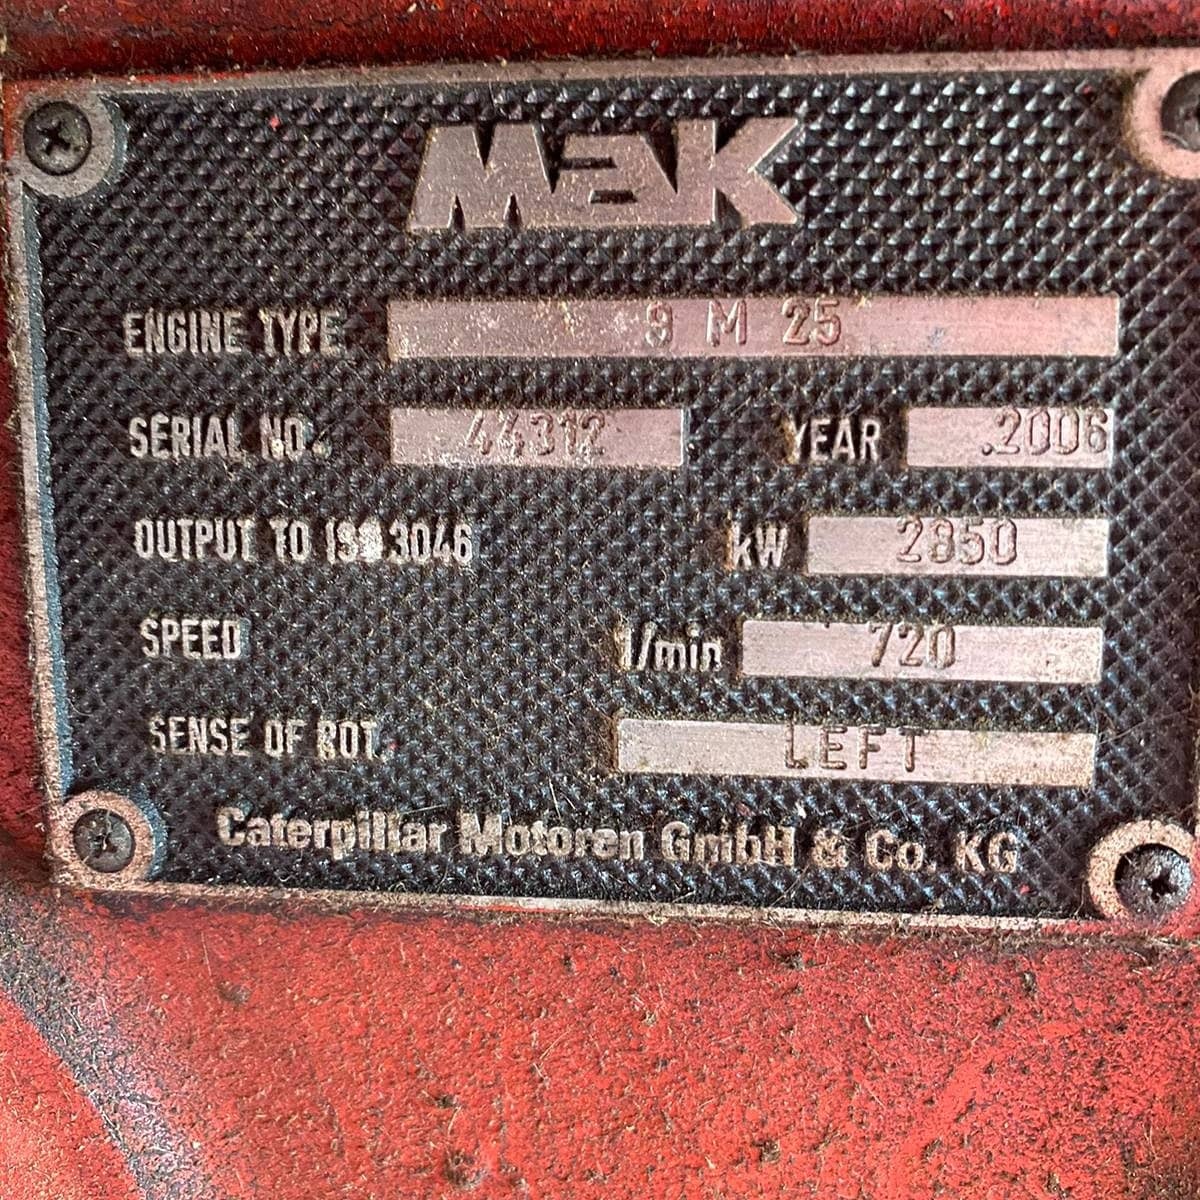 MaK
ENGINE TYPE 9 M 25
SERIAL NO. 44312 YEAR .2006
OUTPUT TO ISO 3046 kW 2850
SPEED 1/min 720
SENSE OF ROT. LEFT
Caterpillar Motoren GmbH & Co. KG